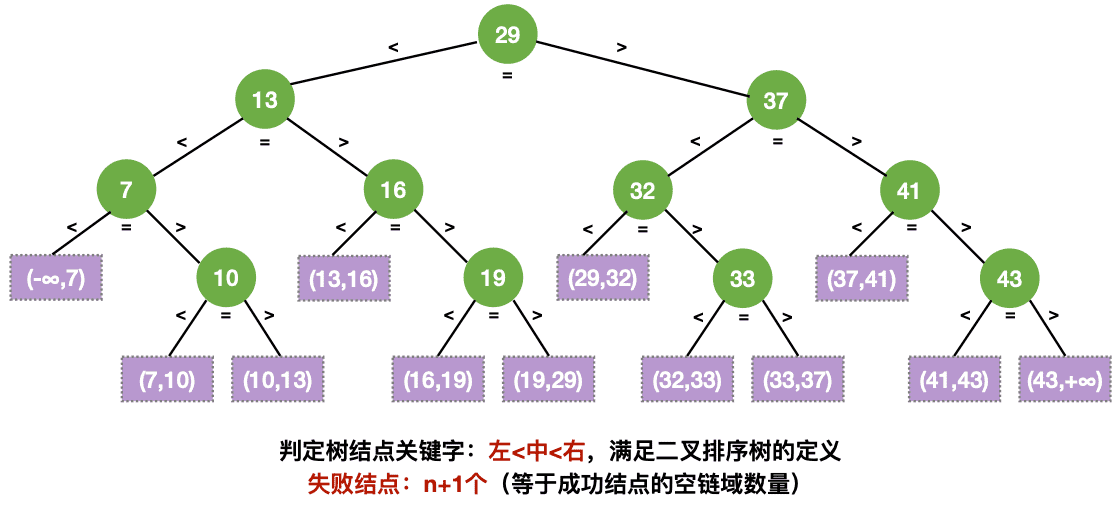 29
< >
=
13 37
< = > < = >
7 16 32 41
< = > < = > < = > < = >
(-∞,7) 10 (13,16) 19 (29,32) 33 (37,41) 43
< = > < = > < = > < = >
(7,10) (10,13) (16,19) (19,29) (32,33) (33,37) (41,43) (43,+∞)
判定树结点关键字：左<中<右，满足二叉排序树的定义
失败结点：n+1个（等于成功结点的空链域数量）